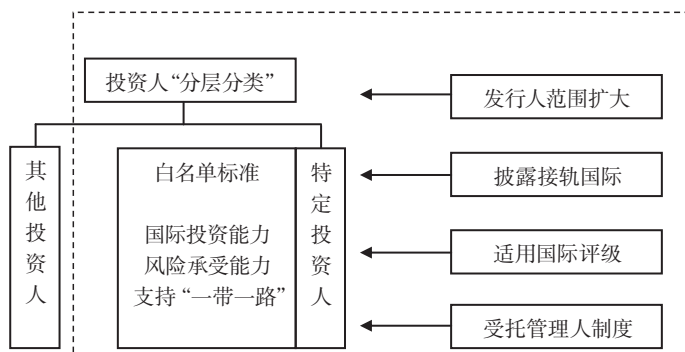 投资人“分层分类”
其他投资人
白名单标准
国际投资能力
风险承受能力
支持“一带一路”
特定投资人
发行人范围扩大
披露接轨国际
适用国际评级
受托管理人制度